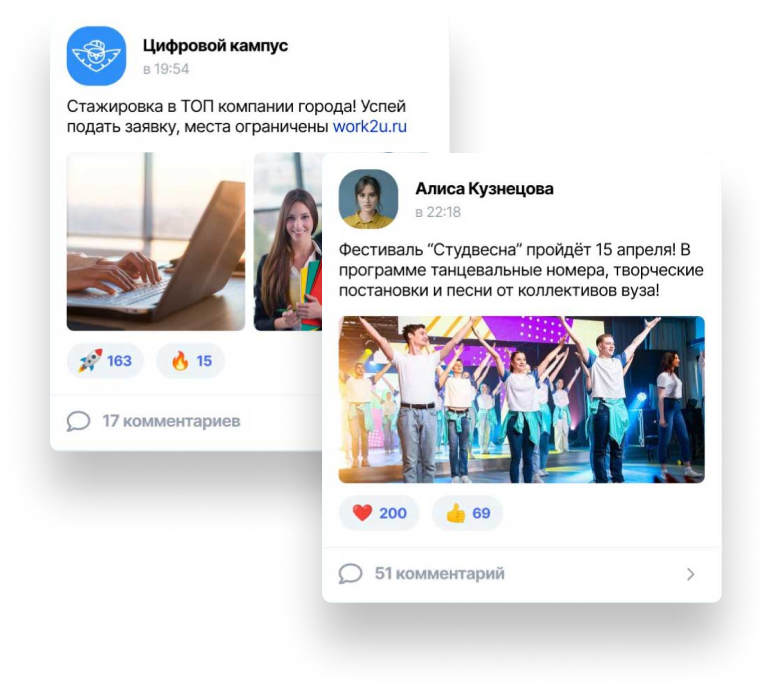 Цифровой кампус
в 19:54
Стажировка в ТОП компании города! Успей
подать заявку, места ограничены work2u.ru
🚀 163 🔥 15
17 комментариев
Алиса Кузнецова
в 22:18
Фестиваль “Студвесна” пройдёт 15 апреля! В
программе танцевальные номера, творческие
постановки и песни от коллективов вуза!
❤️ 200 👍 69
51 комментарий